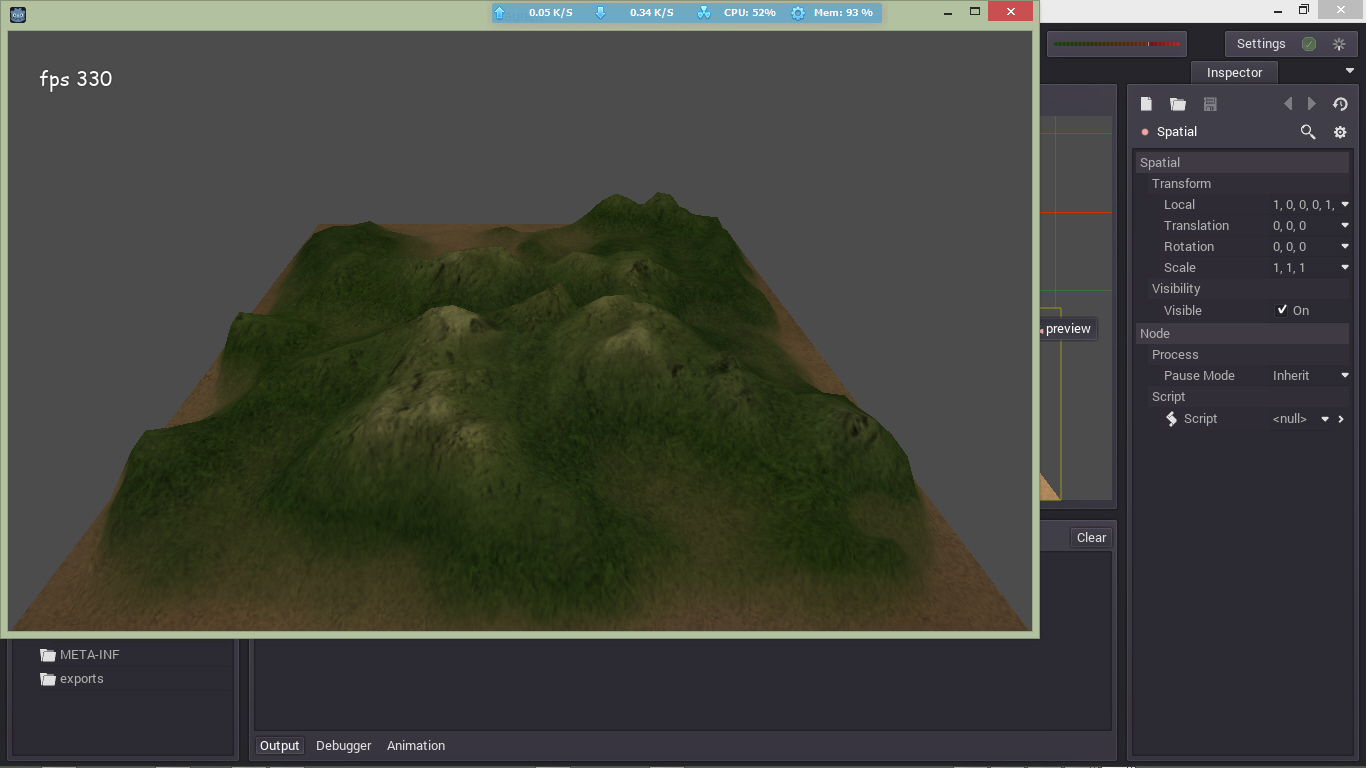 0.05 K/S 0.34 K/S CPU: 52% Mem: 93 %
fps 330
Settings
Inspector
Spatial
Spatial
Transform
Local 1, 0, 0, 0, 1,
Translation 0, 0, 0
Rotation 0, 0, 0
Scale 1, 1, 1
Visibility
Visible On
preview
Node
Process
Pause Mode Inherit
Script
Script <null>
Clear
META-INF
exports
Output Debugger Animation